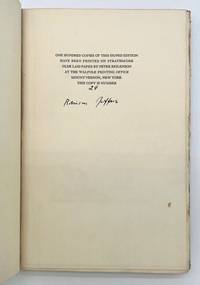 ONE HUNDRED COPIES OF THIS SIGNED EDITION
HAVE BEEN PRINTED ON STRATHMORE
DUER LAID PAPER BY PETER BEILENSON
AT THE WALPOLE PRINTING OFFICE
MOUNT VERNON, NEW YORK
THIS COPY IS NUMBER
24
Robinson Jeffers